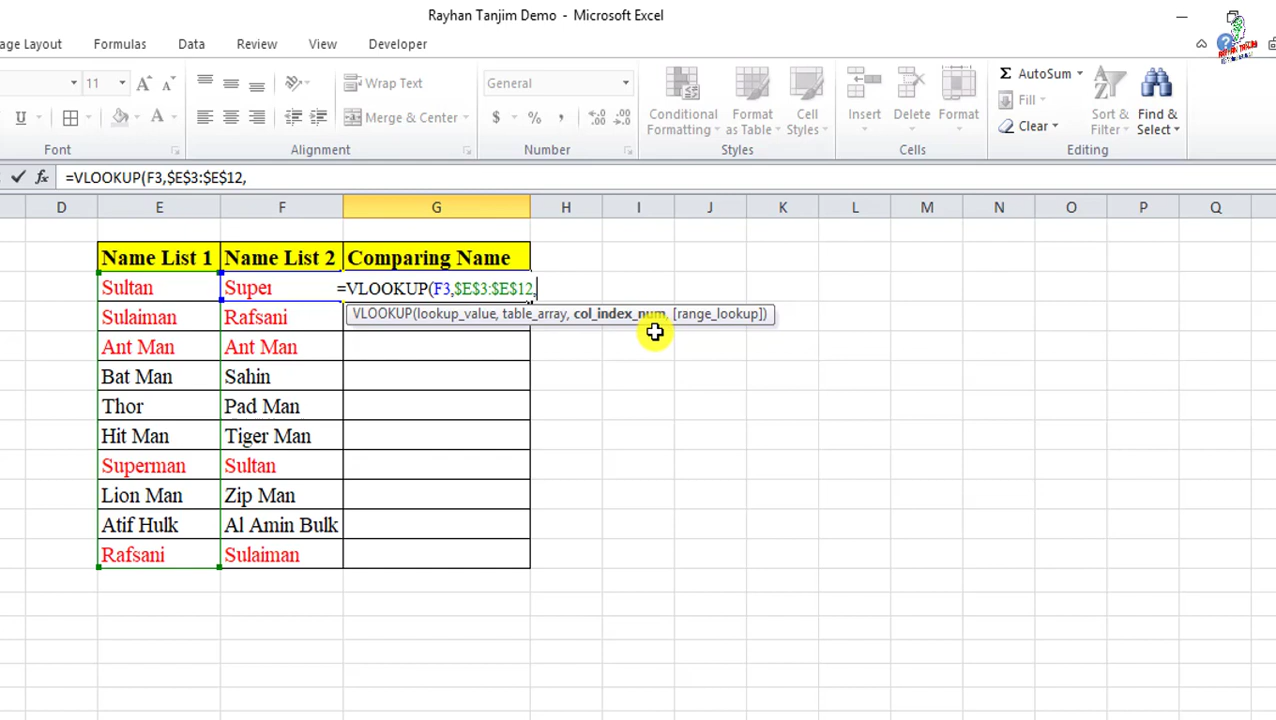 Rayhan Tanjim Demo - Microsoft Excel
age Layout Formulas Data Review View Developer
11 A A Wrap Text General AutoSum
Fill
U A Merge & Center $ % , Conditional Formatting Format as Table Cell Styles Insert Delete Format Clear Sort & Filter Find & Select
Font Alignment Number Styles Cells Editing
fx =VLOOKUP(F3,$E$3:$E$12,
D E F G H I J K L M N O P Q
Name List 1 Name List 2 Comparing Name
Sultan Super =VLOOKUP(F3,$E$3:$E$12,
VLOOKUP(lookup_value, table_array, col_index_num, [range_lookup])
Sulaiman Rafsani
Ant Man Ant Man
Bat Man Sahin
Thor Pad Man
Hit Man Tiger Man
Superman Sultan
Lion Man Zip Man
Atif Hulk Al Amin Bulk
Rafsani Sulaiman